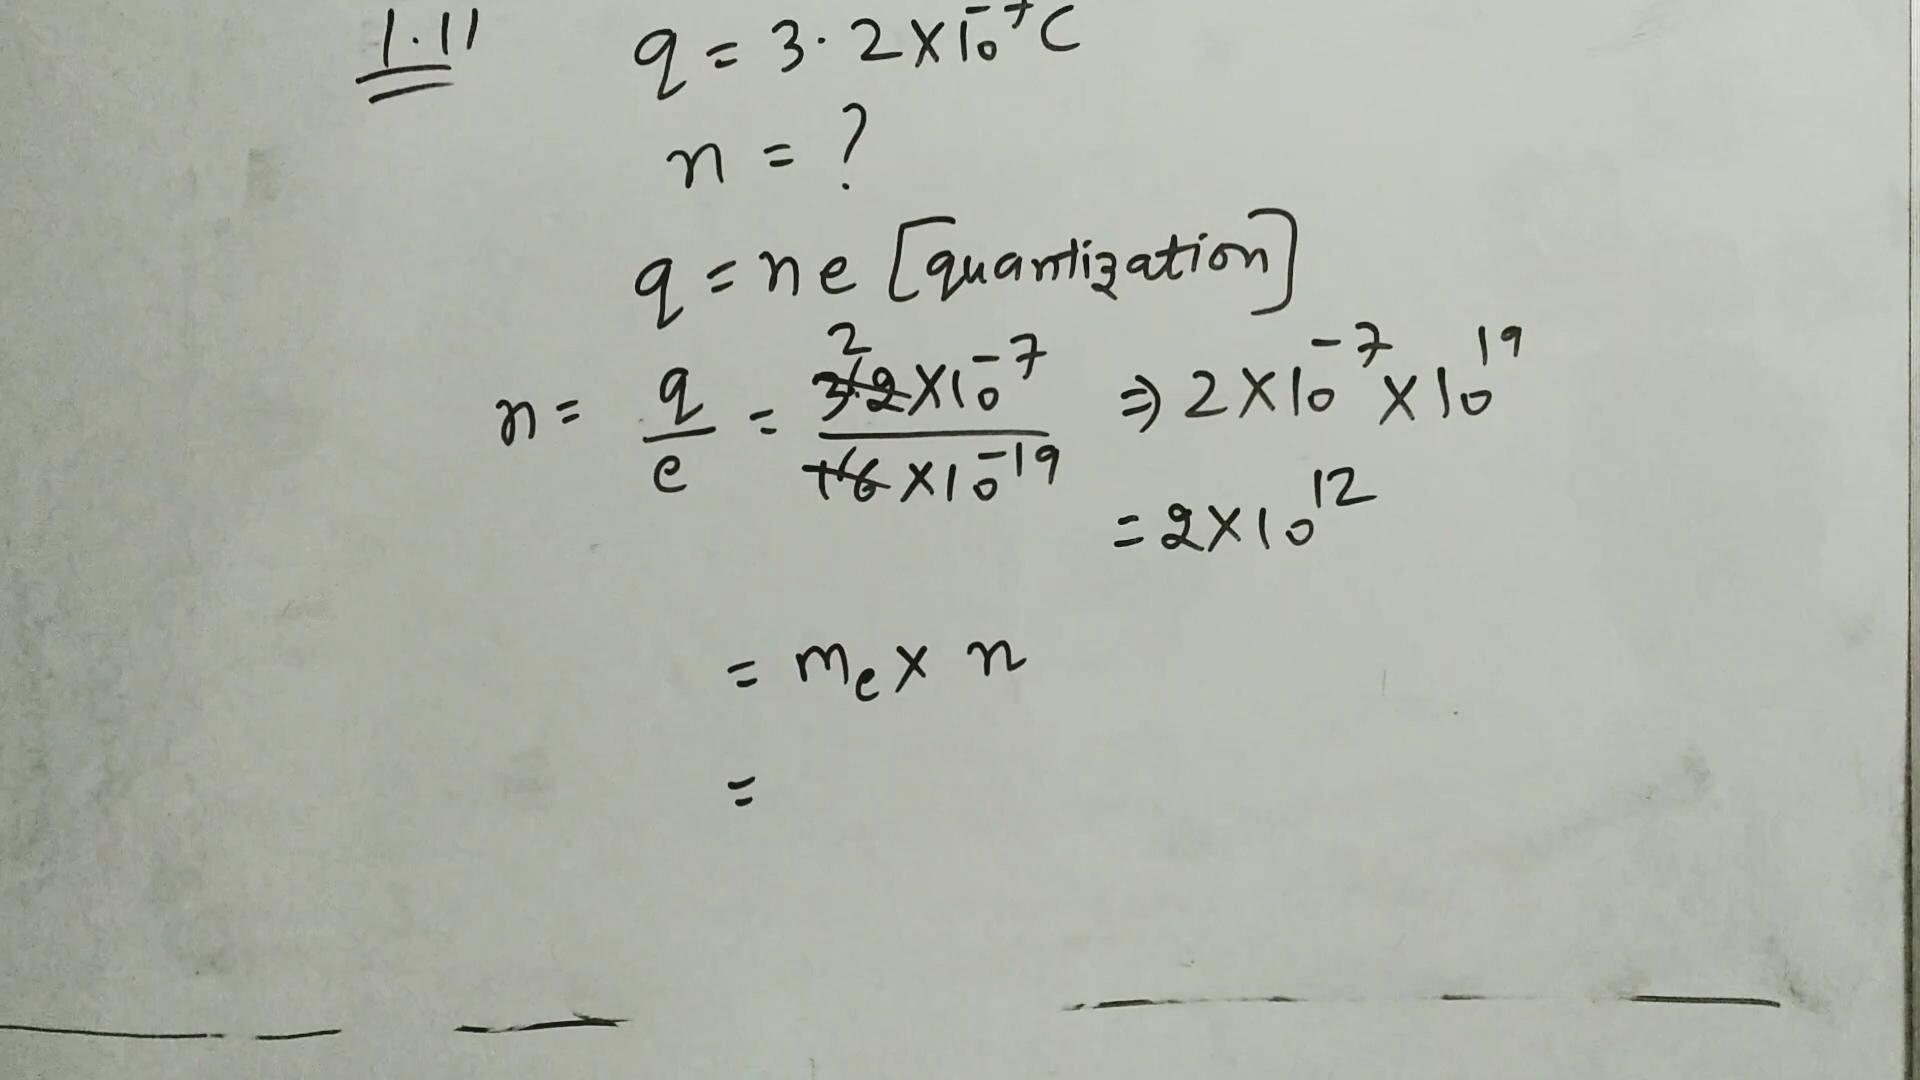 1.11 q = 3.2×10⁻⁷C
n = ?
q = ne [quantization]
n = q/e = 3.2×10⁻⁷ / 1.6×10⁻¹⁹ ⇒ 2×10⁻⁷×10¹⁹
2
= 2×10¹²
= mₑ× n
=